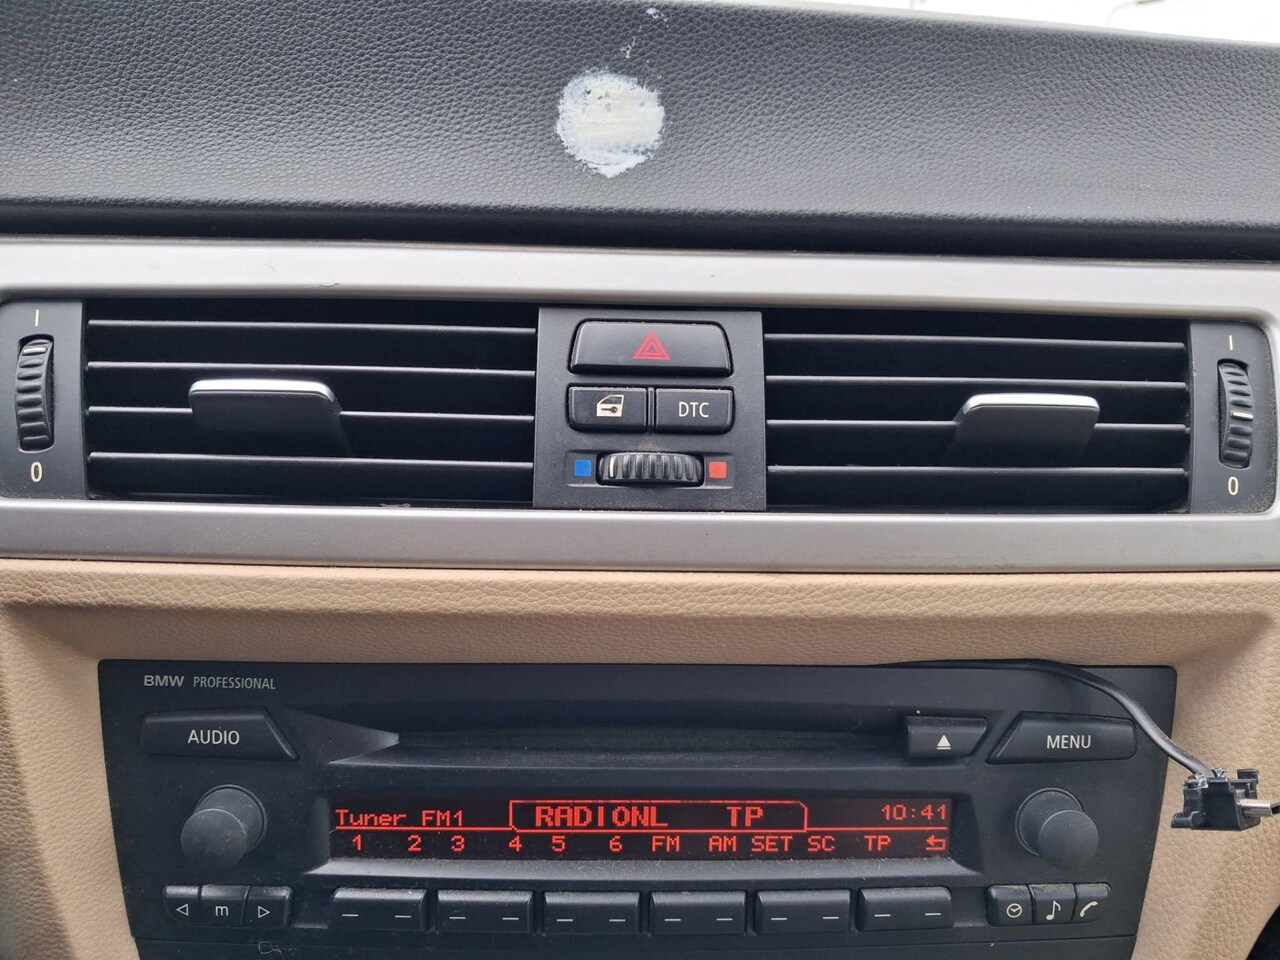 I
I
DTC
0
0
BMW PROFESSIONAL
AUDIO
MENU
Tuner FM1 RADIONL TP 10:41
1 2 3 4 5 6 FM AM SET SC TP
m